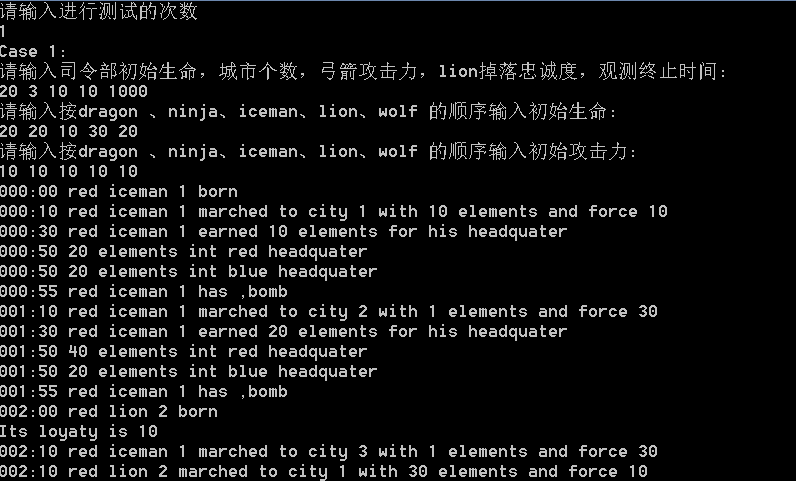 请输入进行测试的次数
1
Case 1:
请输入司令部初始生命，城市个数，弓箭攻击力，lion掉落忠诚度，观测终止时间：
20 3 10 10 1000
请输入按dragon 、ninja、iceman、lion、wolf 的顺序输入初始生命：
20 20 10 30 20
请输入按dragon 、ninja、iceman、lion、wolf 的顺序输入初始攻击力：
10 10 10 10 10
000:00 red iceman 1 born
000:10 red iceman 1 marched to city 1 with 10 elements and force 10
000:30 red iceman 1 earned 10 elements for his headquater
000:50 20 elements int red headquater
000:50 20 elements int blue headquater
000:55 red iceman 1 has ,bomb
001:10 red iceman 1 marched to city 2 with 1 elements and force 30
001:30 red iceman 1 earned 20 elements for his headquater
001:50 40 elements int red headquater
001:50 20 elements int blue headquater
001:55 red iceman 1 has ,bomb
002:00 red lion 2 born
Its loyaty is 10
002:10 red iceman 1 marched to city 3 with 1 elements and force 30
002:10 red lion 2 marched to city 1 with 30 elements and force 10